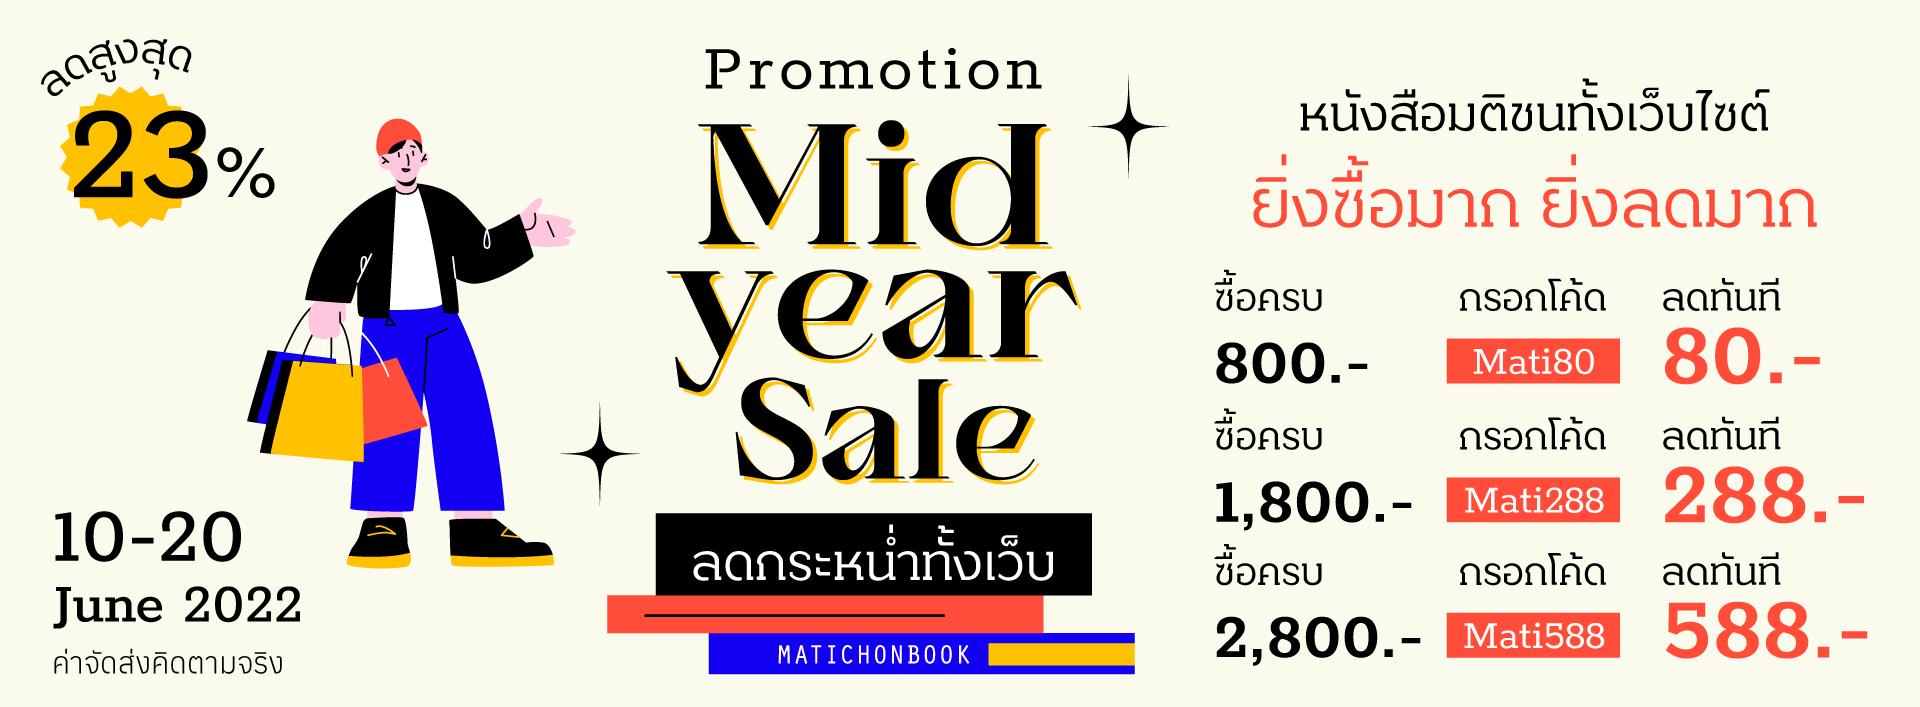 ลดสูงสุด
23%
10-20
June 2022
ค่าจัดส่งคิดตามจริง
Promotion
Mid
year
Sale
ลดกระหน่ำทั้งเว็บ
MATICHONBOOK
หนังสือมติชนทั้งเว็บไซต์
ยิ่งซื้อมาก ยิ่งลดมาก
ซื้อครบ กรอกโค้ด ลดทันที
800.- Mati80 80.-
ซื้อครบ กรอกโค้ด ลดทันที
1,800.- Mati288 288.-
ซื้อครบ กรอกโค้ด ลดทันที
2,800.- Mati588 588.-